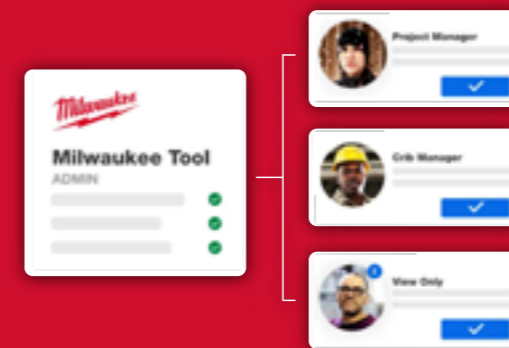 Milwaukee
Milwaukee Tool
ADMIN
Project Manager
Crib Manager
View Only